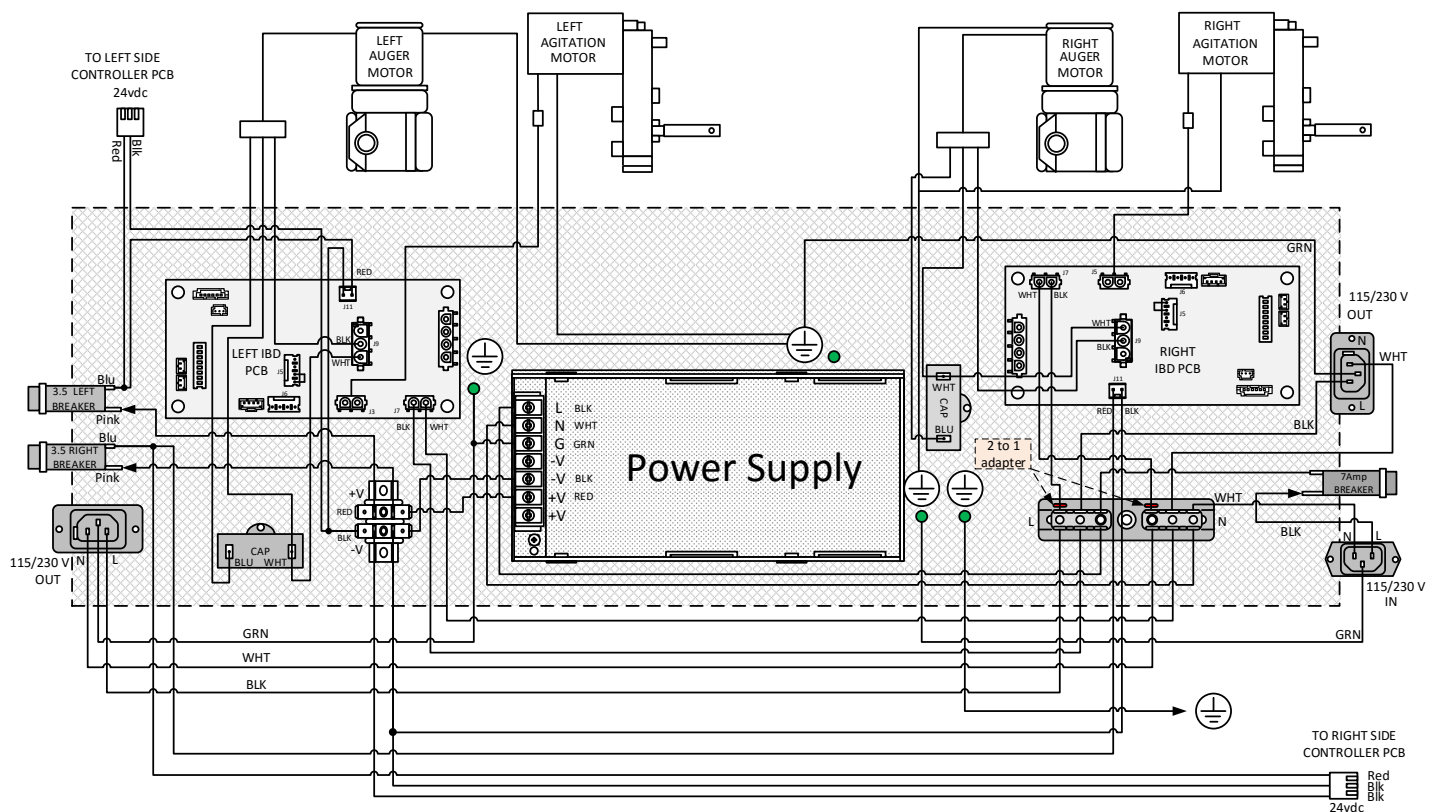 LEFT
AUGER
MOTOR
LEFT
AGITATION
MOTOR
RIGHT
AUGER
MOTOR
RIGHT
AGITATION
MOTOR
TO LEFT SIDE
CONTROLLER PCB
24vdc
Red
Blk
GRN
RED
J11
BLK
J9
WHT
LEFT IBD
PCB
J5
J6
J3
J7
BLK
WHT
J7
WHT
BLK
J5
J6
J5
WHT
J9
BLK
RIGHT
IBD PCB
J11
RED
BLK
115/230 V
OUT
N
WHT
L
BLK
Blu
3.5 LEFT
BREAKER
Pink
Blu
3.5 RIGHT
BREAKER
Pink
L BLK
N WHT
G GRN
-V
-V BLK
+V RED
+V
Power Supply
WHT
CAP
BLU
2 to 1
adapter
7Amp
BREAKER
WHT
L
N
BLK
N
L
115/230 V
IN
GRN
+V
RED
BLK
-V
CAP
BLU WHT
115/230 V
OUT
N
L
GRN
WHT
BLK
TO RIGHT SIDE
CONTROLLER PCB
Red
Blk
Blk
24vdc